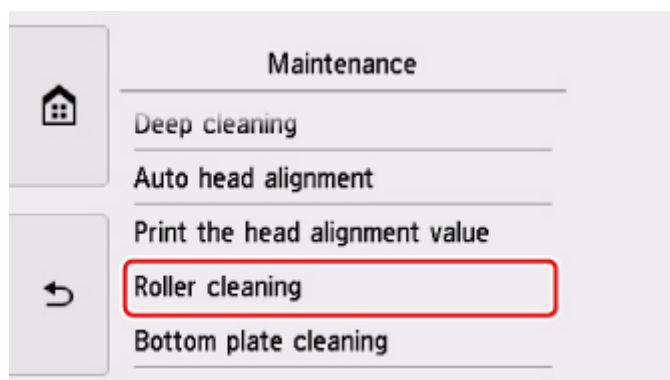 Maintenance
Deep cleaning
Auto head alignment
Print the head alignment value
Roller cleaning
Bottom plate cleaning